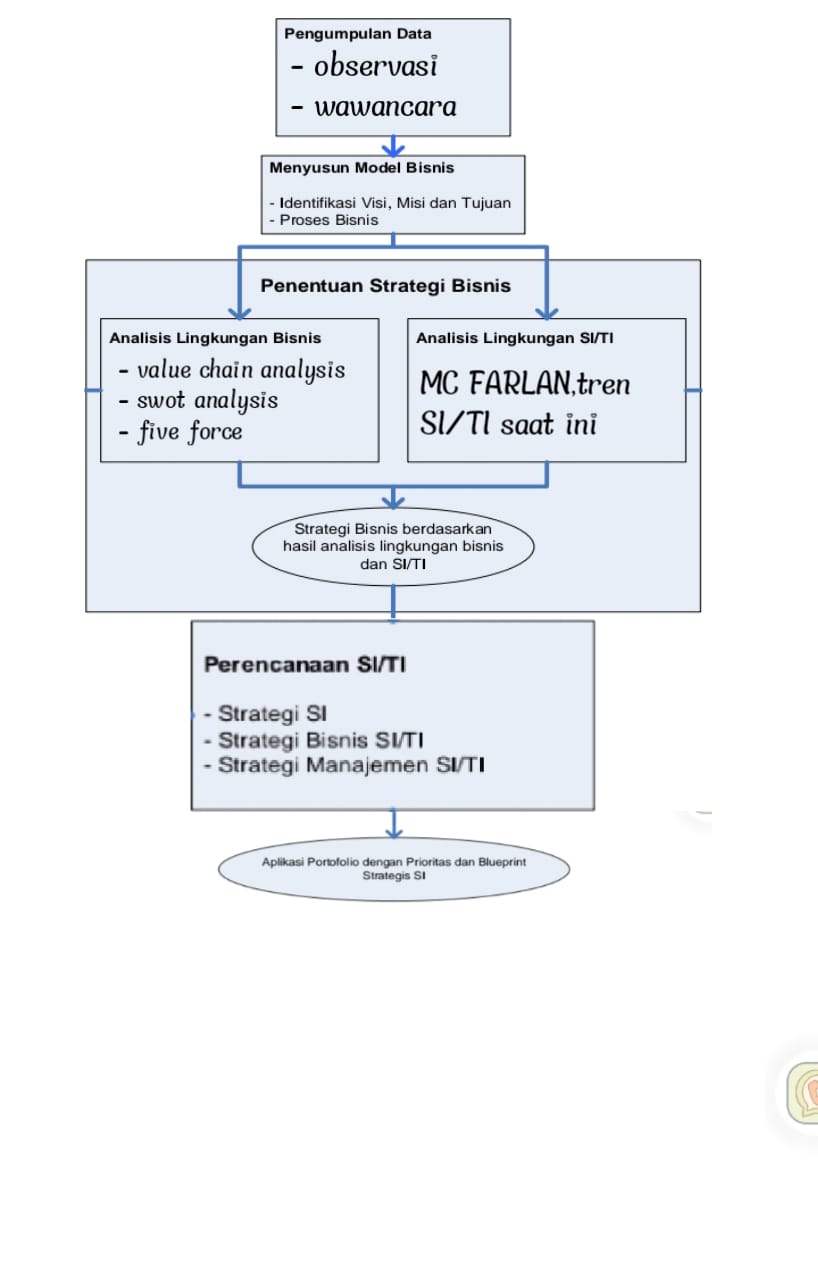 Pengumpulan Data
- observasi
- wawancara
Menyusun Model Bisnis
- Identifikasi Visi, Misi dan Tujuan
- Proses Bisnis
Penentuan Strategi Bisnis
Analisis Lingkungan Bisnis
- value chain analysis
- swot analysis
- five force
Analisis Lingkungan SI/TI
MC FARLAN,tren
SI/TI saat ini
Strategi Bisnis berdasarkan
hasil analisis lingkungan bisnis
dan SI/TI
Perencanaan SI/TI
- Strategi SI
- Strategi Bisnis SI/TI
- Strategi Manajemen SI/TI
Aplikasi Portofolio dengan Prioritas dan Blueprint
Strategis SI